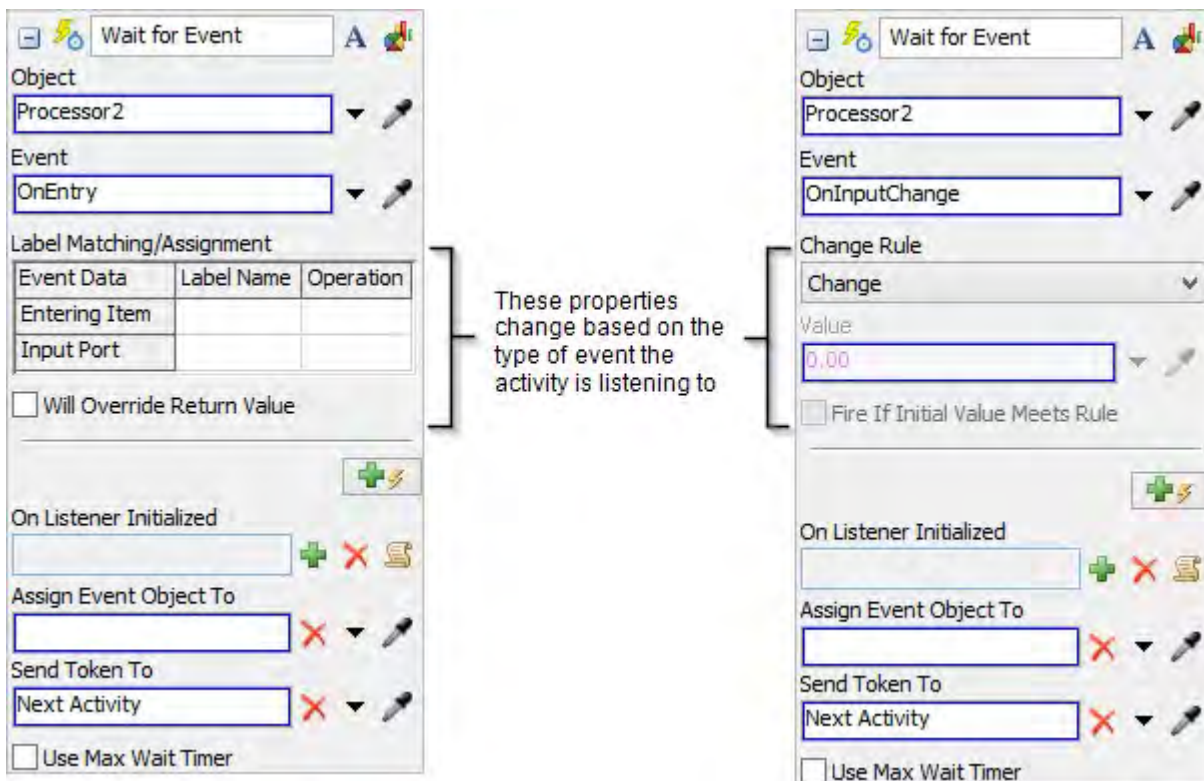 Wait for Event
A
Object
Processor2
Event
OnEntry
Label Matching/Assignment
Event Data Label Name Operation
Entering Item
Input Port
Will Override Return Value
On Listener Initialized
Assign Event Object To
Send Token To
Next Activity
Use Max Wait Timer
These properties
change based on the
type of event the
activity is listening to
Wait for Event
A
Object
Processor2
Event
OnInputChange
Change Rule
Change
Value
0.00
Fire If Initial Value Meets Rule
On Listener Initialized
Assign Event Object To
Send Token To
Next Activity
Use Max Wait Timer